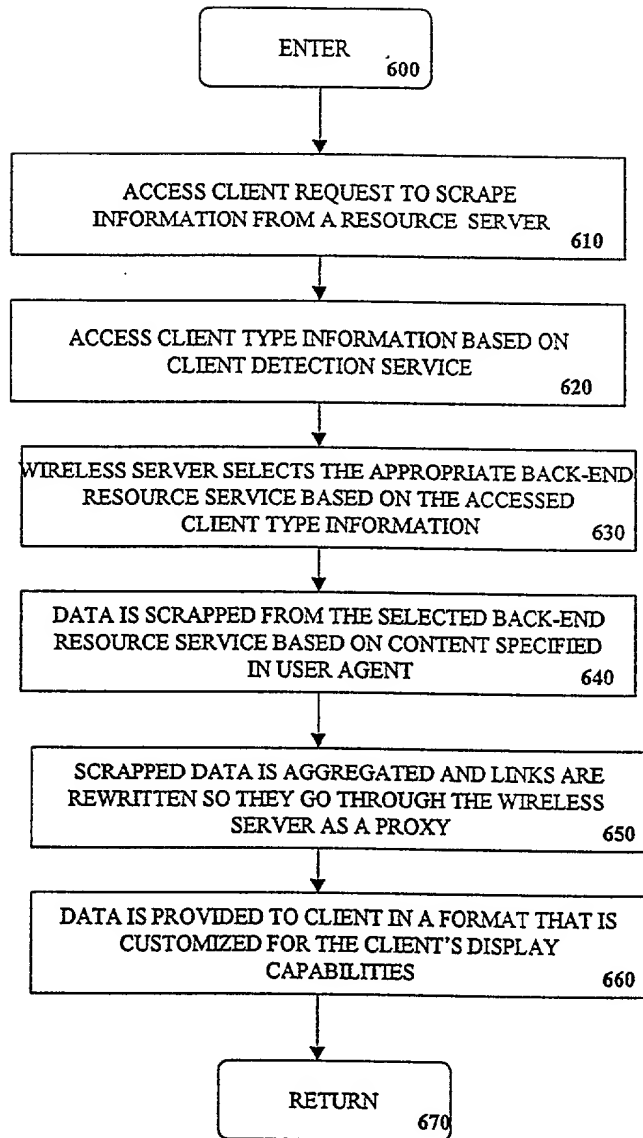 ENTER
600
ACCESS CLIENT REQUEST TO SCRAPE
INFORMATION FROM A RESOURCE SERVER
610
ACCESS CLIENT TYPE INFORMATION BASED ON
CLIENT DETECTION SERVICE
620
WIRELESS SERVER SELECTS THE APPROPRIATE BACK-END
RESOURCE SERVICE BASED ON THE ACCESSED
CLIENT TYPE INFORMATION
630
DATA IS SCRAPPED FROM THE SELECTED BACK-END
RESOURCE SERVICE BASED ON CONTENT SPECIFIED
IN USER AGENT
640
SCRAPPED DATA IS AGGREGATED AND LINKS ARE
REWRITTEN SO THEY GO THROUGH THE WIRELESS
SERVER AS A PROXY
650
DATA IS PROVIDED TO CLIENT IN A FORMAT THAT IS
CUSTOMIZED FOR THE CLIENT'S DISPLAY
CAPABILITIES
660
RETURN
670